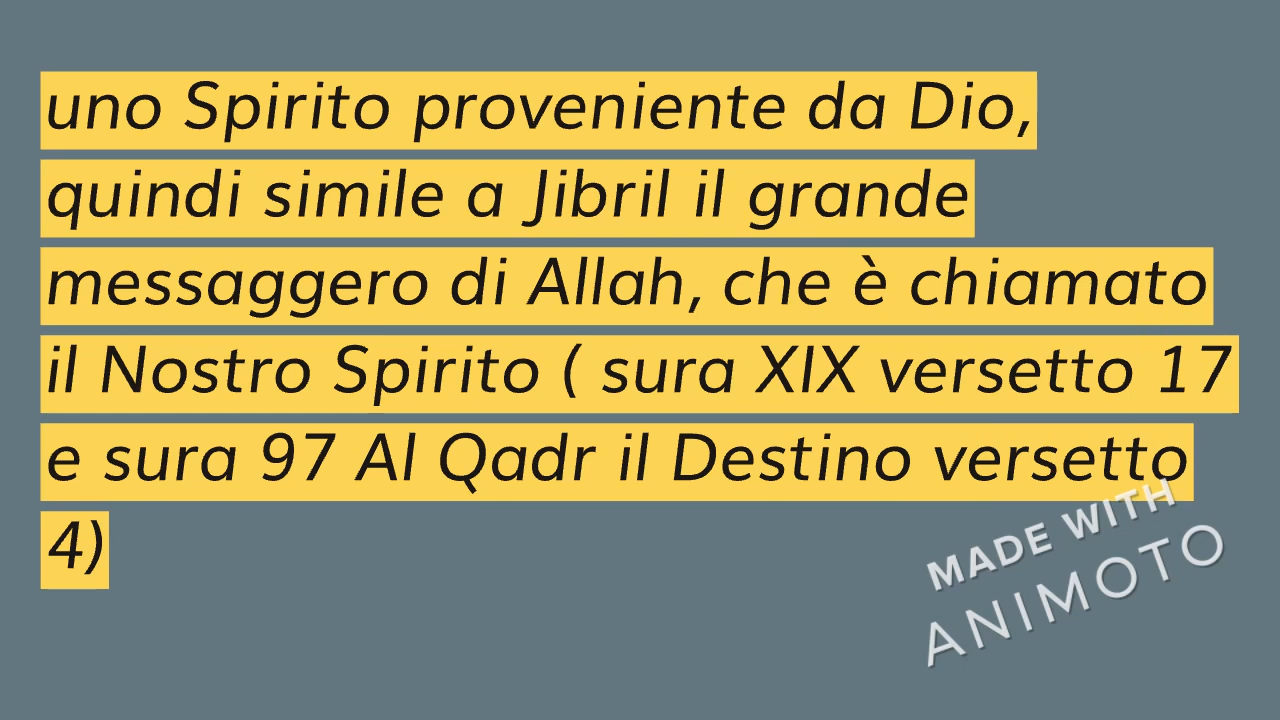 uno Spirito proveniente da Dio,
quindi simile a Jibril il grande
messaggero di Allah, che è chiamato
il Nostro Spirito ( sura XIX versetto 17
e sura 97 Al Qadr il Destino versetto
4)
MADE WITH
ANIMOTO